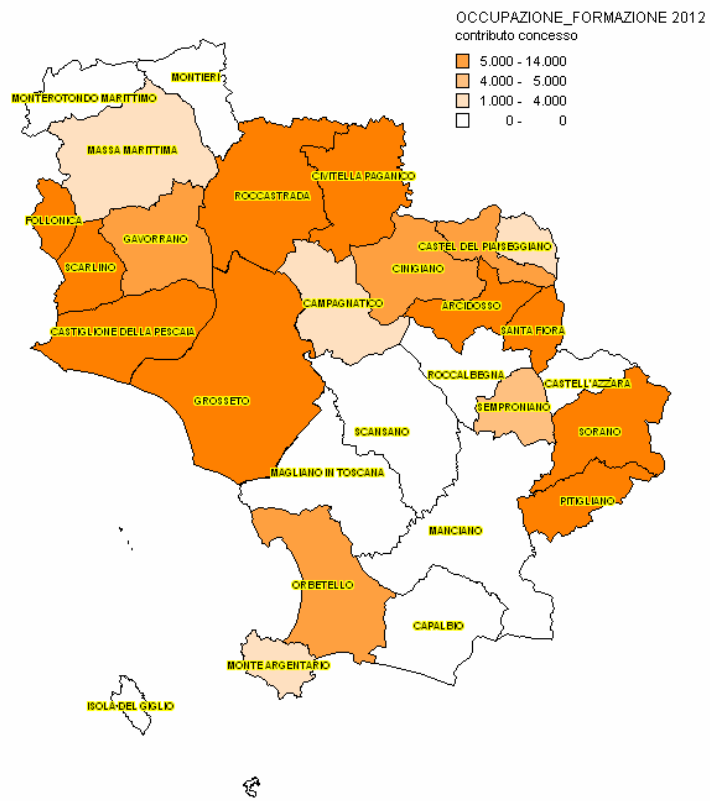 OCCUPAZIONE_FORMAZIONE 2012
contributo concesso
5.000 - 14.000
4.000 - 5.000
1.000 - 4.000
0 - 0
MONTIERI
MONTEROTONDO MARITTIMO
MASSA MARITTIMA
CIVITELLA PAGANICO
ROCCASTRADA
FOLLONICA
GAVORRANO
CASTEL DEL PIAISEGGIANO
SCARLINO
CINIGIANO
CAMPAGNATICO
ARCIDOSSO
CASTIGLIONE DELLA PESCAIA
SANTA FIORA
ROCCALBEGNA
CASTELL'AZZARA
GROSSETO
SEMPRONIANO
SCANSANO
SORANO
MAGLIANO IN TOSCANA
PITIGLIANO
MANCIANO
ORBETELLO
CAPALBIO
MONTE ARGENTARIO
ISOLA DEL GIGLIO